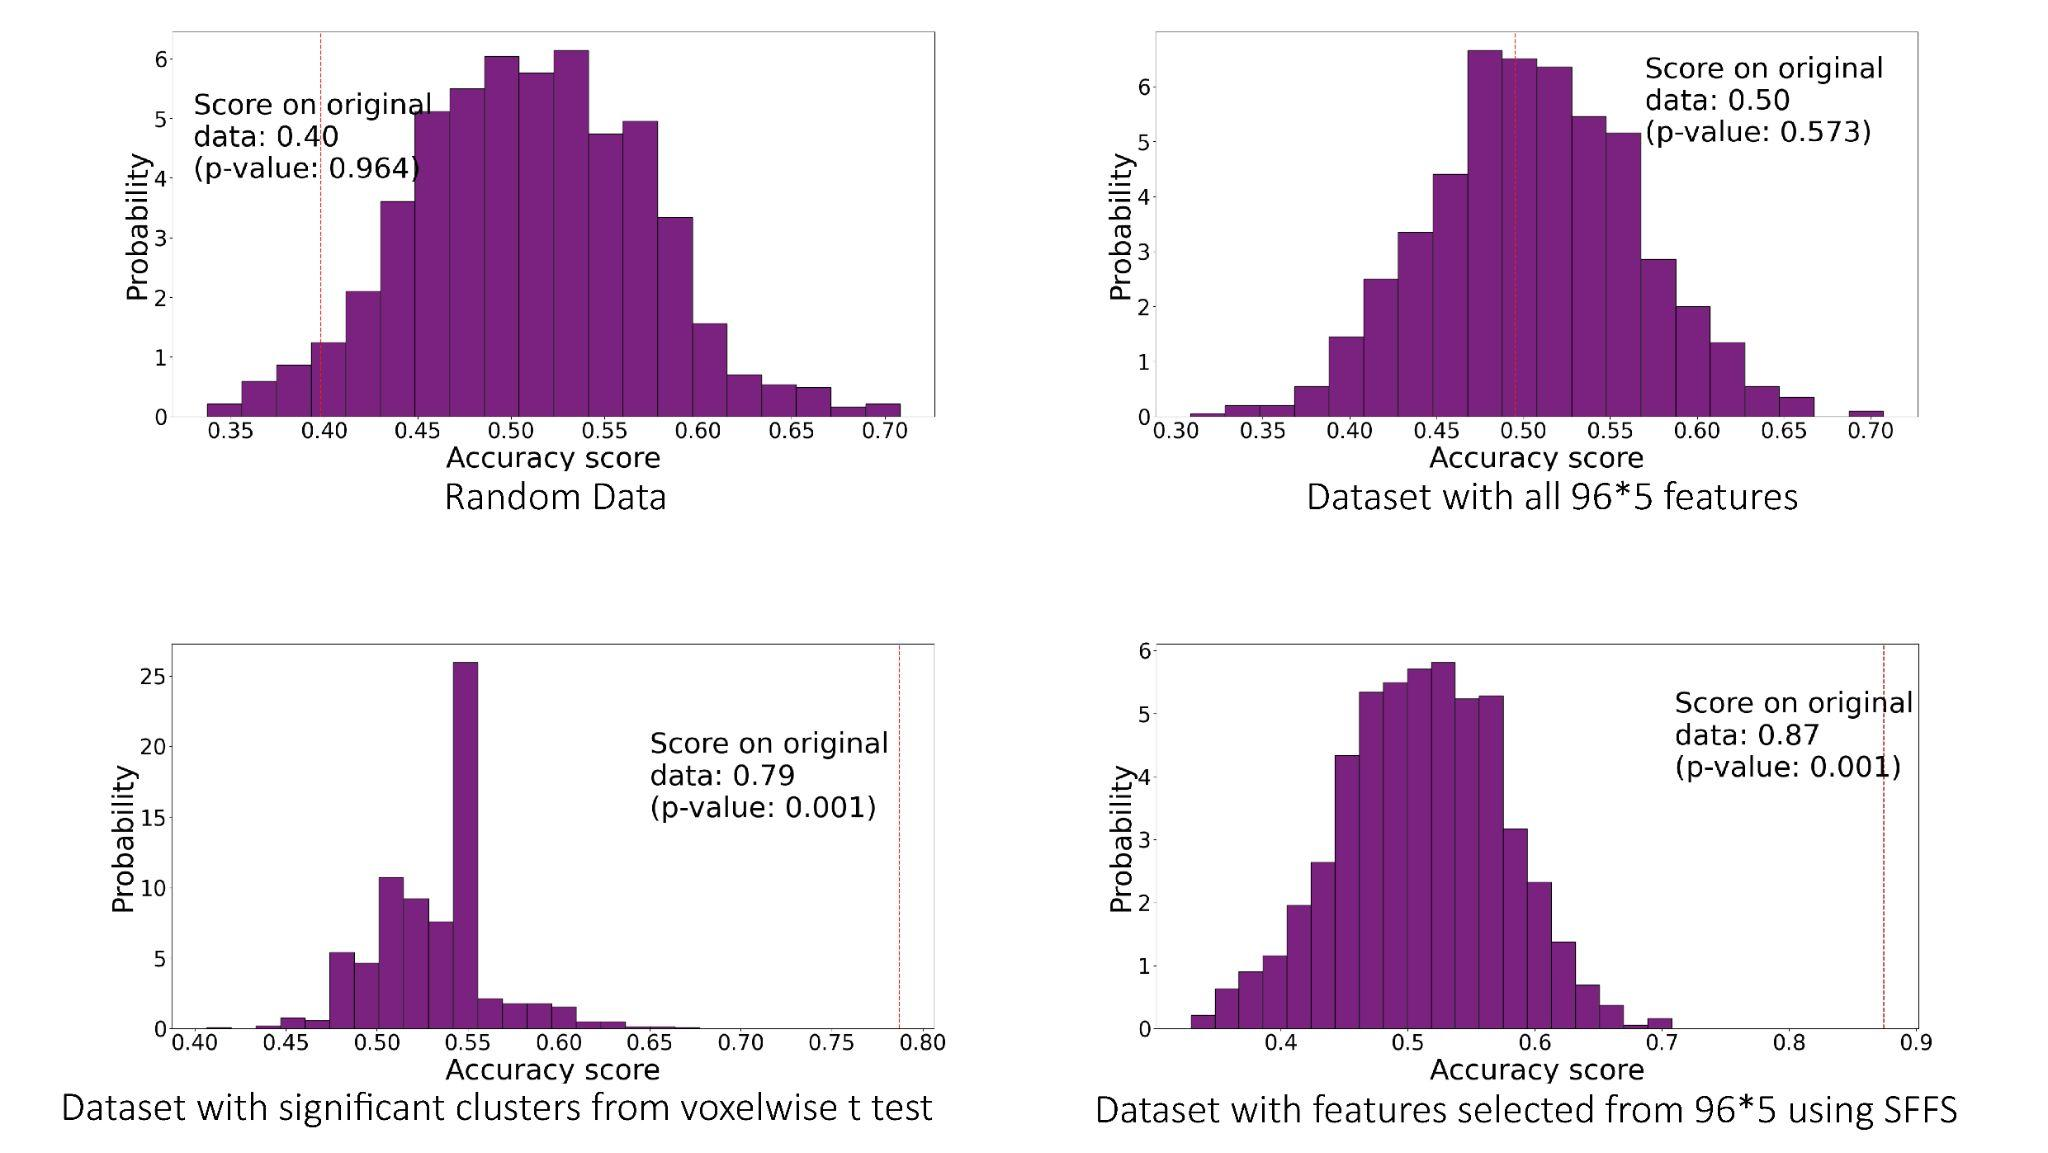 6
5
4
3
2
1
0
Probability
Score on original
data: 0.40
(p-value: 0.964)
0.35 0.40 0.45 0.50 0.55 0.60 0.65 0.70
Accuracy score
Random Data
6
5
4
3
2
1
0
Probability
Score on original
data: 0.50
(p-value: 0.573)
0.30 0.35 0.40 0.45 0.50 0.55 0.60 0.65 0.70
Accuracy score
Dataset with all 96*5 features
25
20
15
10
5
0
Probability
Score on original
data: 0.79
(p-value: 0.001)
0.40 0.45 0.50 0.55 0.60 0.65 0.70 0.75 0.80
Accuracy score
Dataset with significant clusters from voxelwise t test
6
5
4
3
2
1
0
Probability
Score on original
data: 0.87
(p-value: 0.001)
0.4 0.5 0.6 0.7 0.8 0.9
Accuracy score
Dataset with features selected from 96*5 using SFFS